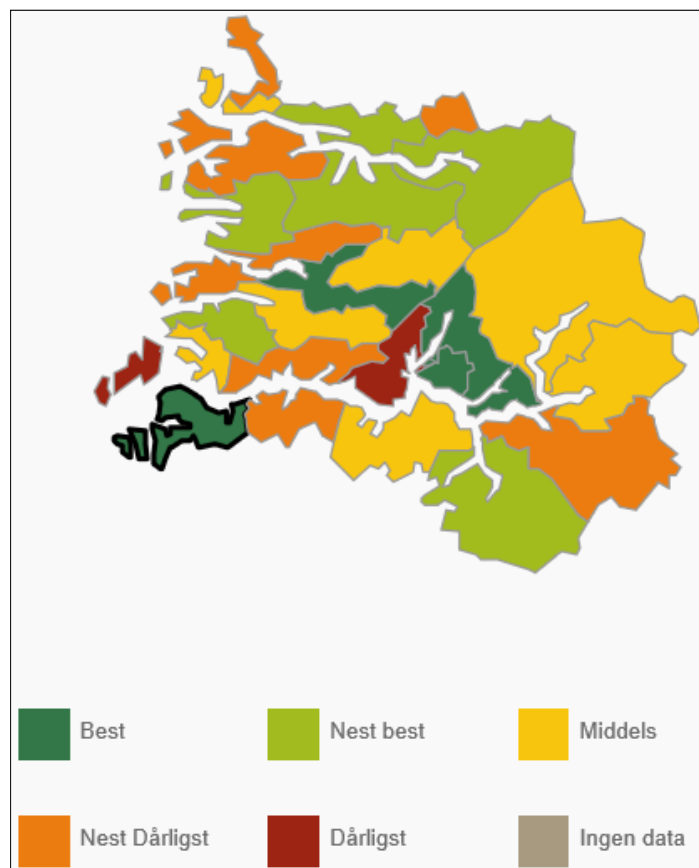 Best
Nest best
Middels
Nest Dårligst
Dårligst
Ingen data